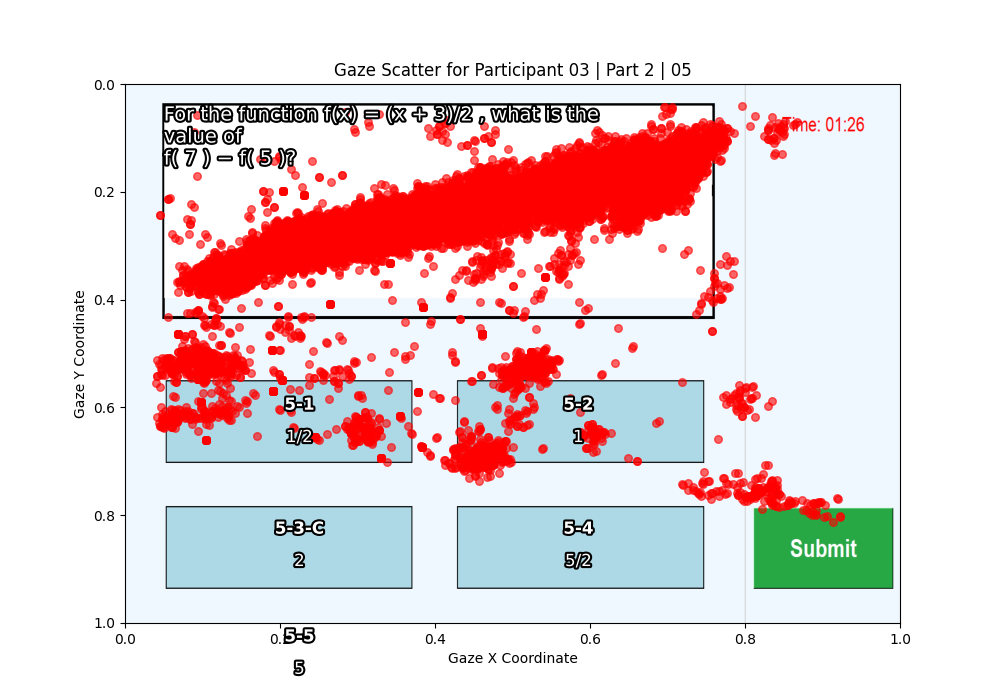 Gaze Scatter for Participant 03 | Part 2 | 05
0.0
For the function f(x) = (x + 3)/2 , what is the
value of
f( 7 ) − f( 5 )?
Time: 01:26
0.2
0.4
Gaze Y Coordinate
0.6
5-1
1/2
5-2
1
0.8
5-3-C
2
5-4
5/2
Submit
1.0
0.0
0.2
0.4
0.6
0.8
1.0
5-5
5
Gaze X Coordinate